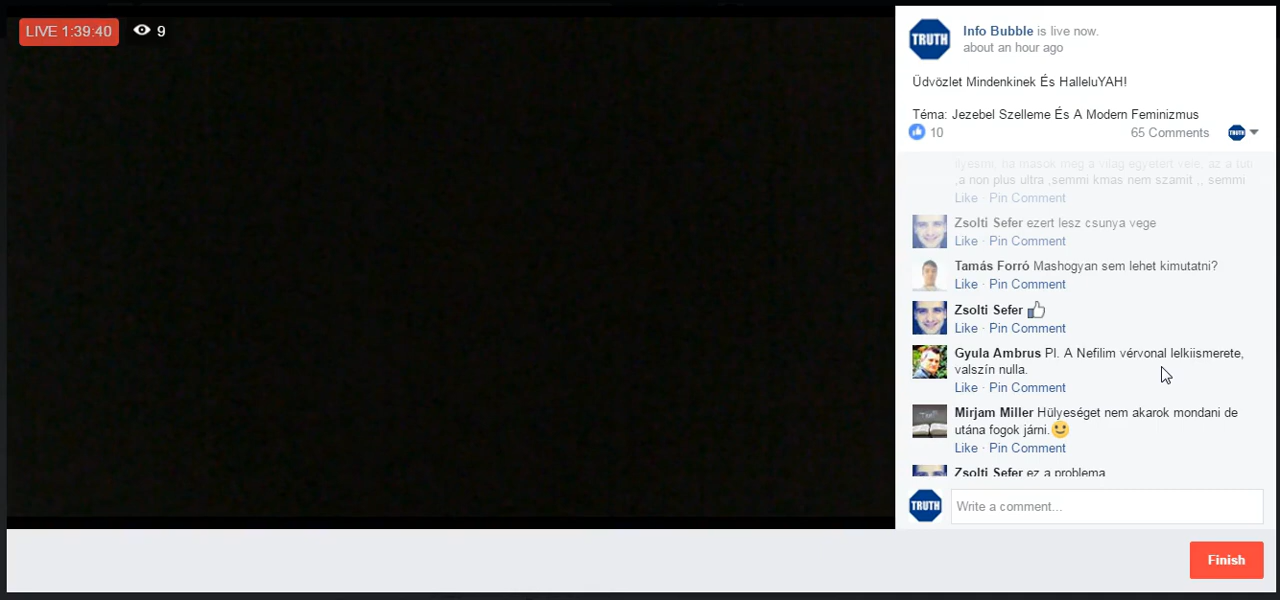 LIVE 1:39:40
9
TRUTH
Info Bubble is live now.
about an hour ago
Üdvözlet Mindenkinek És HalleluYAH!
Téma: Jezebel Szelleme És A Modern Feminizmus
10
65 Comments
TRUTH
ilyesmi, ha masok meg a vilag egyetert vele, az a tuti
,a non plus ultra ,semmi kmas nem szamit ,, semmi
Like · Pin Comment
Zsolti Sefer ezert lesz csunya vege
Like · Pin Comment
Tamás Forró Mashogyan sem lehet kimutatni?
Like · Pin Comment
Zsolti Sefer
Like · Pin Comment
Gyula Ambrus Pl. A Nefilim vérvonal lelkiismerete,
valszín nulla.
Like · Pin Comment
Mirjam Miller Hülyeséget nem akarok mondani de
utána fogok járni.
Like · Pin Comment
Zsolti Sefer ez a problema
TRUTH
Write a comment...
Finish